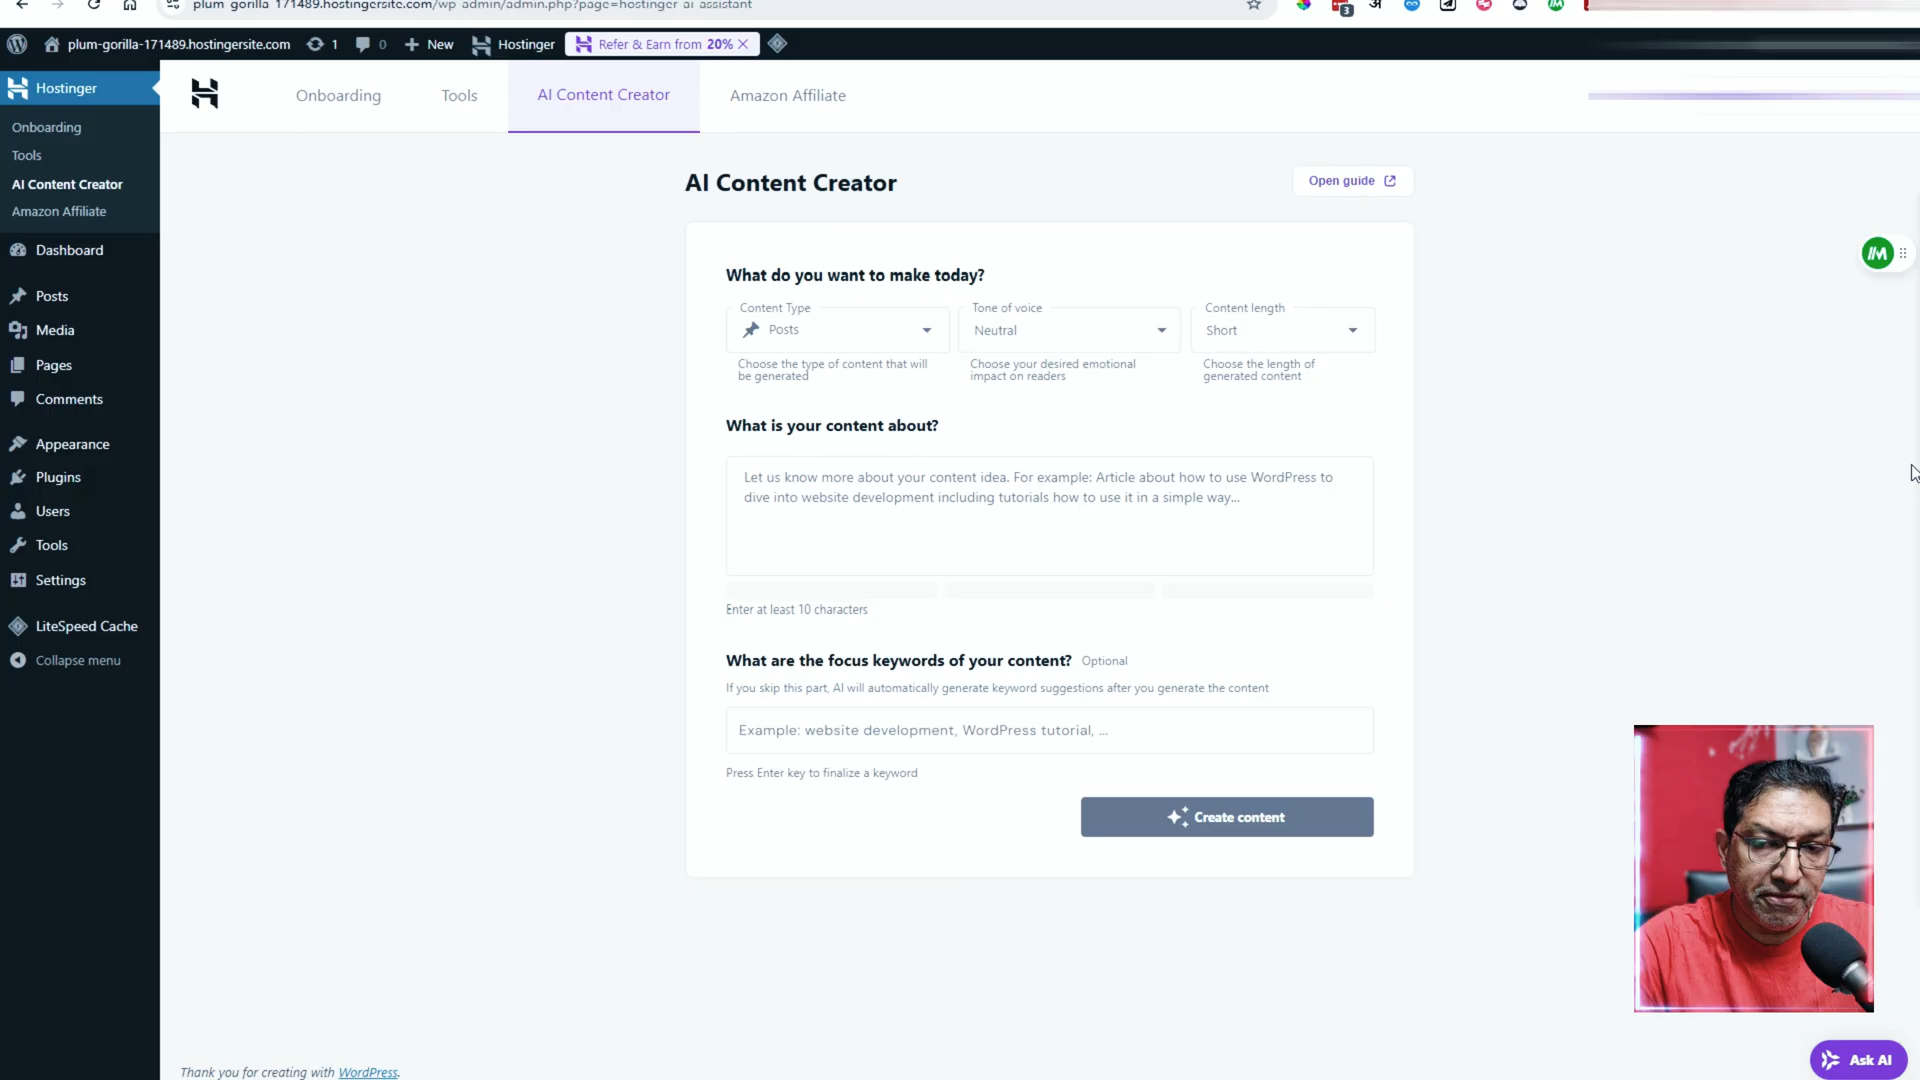 plum-gorilla-171489.hostingersite.com/wp-admin/admin.php?page=hostinger-ai-assistant
3
अ
plum-gorilla-171489.hostingersite.com
1
0
New
Hostinger
Refer & Earn from 20%
Hostinger
Onboarding
Tools
AI Content Creator
Amazon Affiliate
Dashboard
Posts
Media
Pages
Comments
Appearance
Plugins
Users
Tools
Settings
LiteSpeed Cache
Collapse menu
Onboarding
Tools
AI Content Creator
Amazon Affiliate
AI Content Creator
Open guide
What do you want to make today?
Content Type
Posts
Choose the type of content that will
be generated
Tone of voice
Neutral
Choose your desired emotional
impact on readers
Content length
Short
Choose the length of
generated content
What is your content about?
Let us know more about your content idea. For example: Article about how to use WordPress to
dive into website development including tutorials how to use it in a simple way...
Enter at least 10 characters
What are the focus keywords of your content? Optional
If you skip this part, AI will automatically generate keyword suggestions after you generate the content
Example: website development, WordPress tutorial, ...
Press Enter key to finalize a keyword
Create content
Ask AI
Thank you for creating with WordPress.